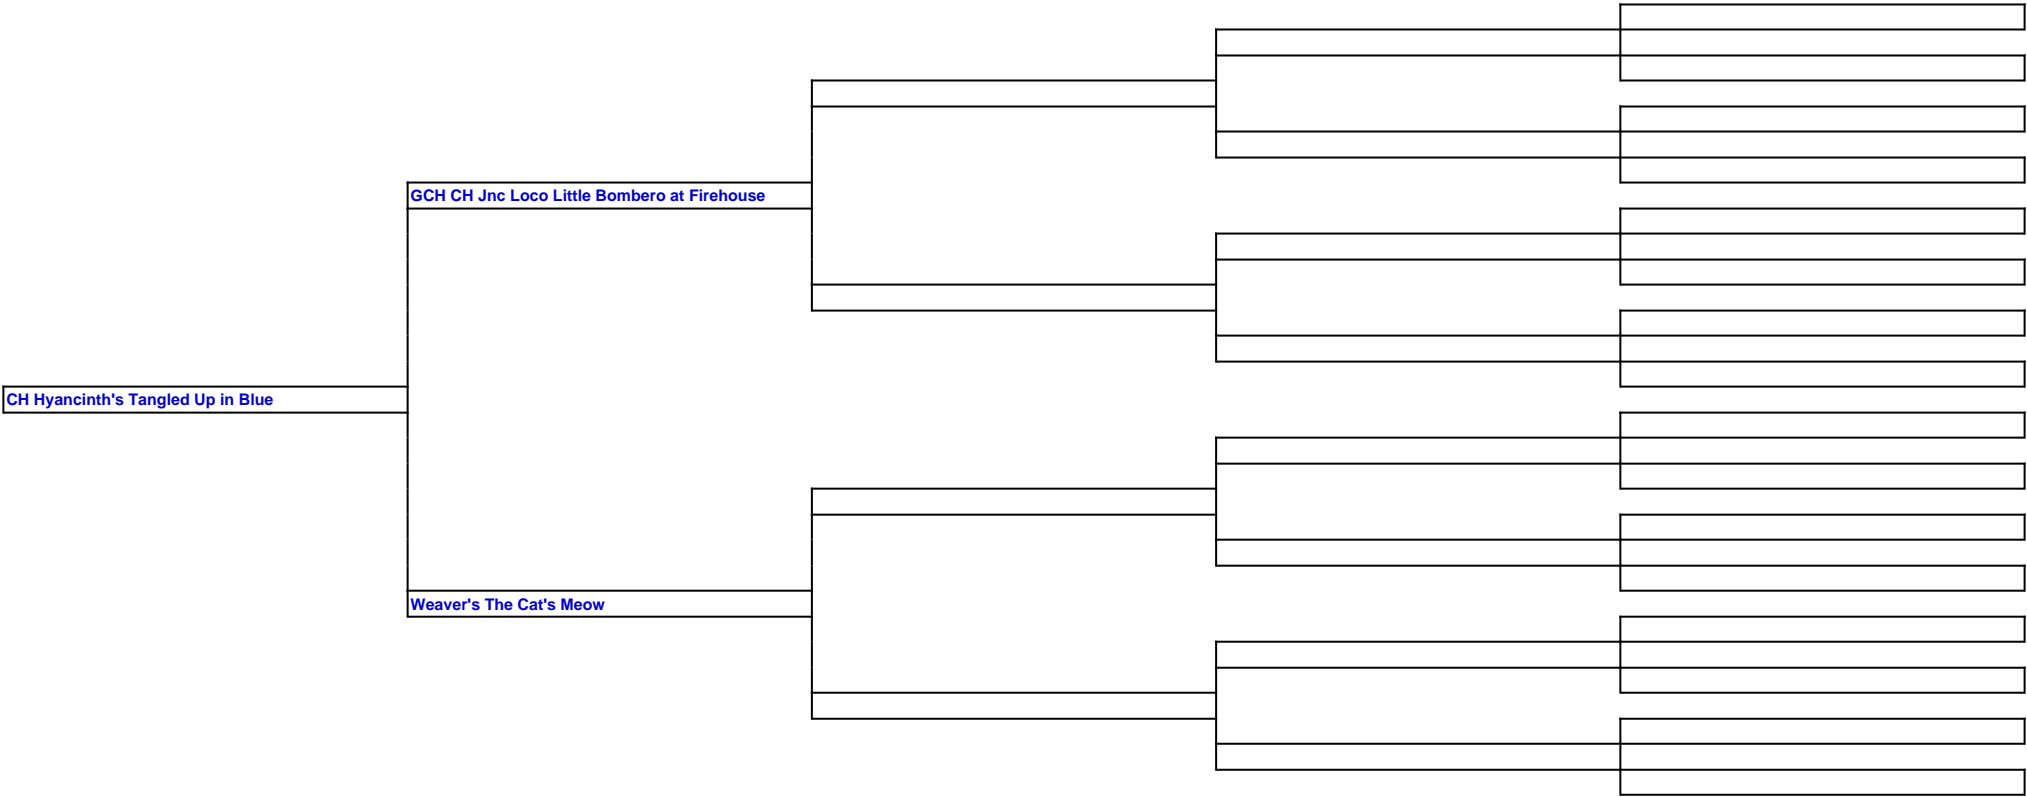 GCH CH Jnc Loco Little Bombero at Firehouse
CH Hyancinth's Tangled Up in Blue
Weaver's The Cat's Meow